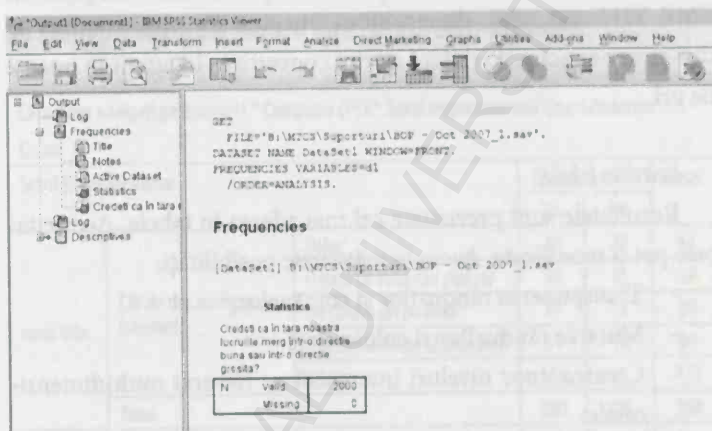 *Output1 [Document1] - IBM SPSS Statistics Viewer
File Edit View Data Transform Insert Format Analyze Direct Marketing Graphs Utilities Add-ons Window Help
Output
Log
Frequencies
Title
Notes
Active Dataset
Statistics
Credeti ca in tara
Log
Descriptives
GET
FILE='B:\MTCS\Suporturi\BOP - Oct 2007_1.sav'.
DATASET NAME DataSet1 WINDOW=FRONT.
FREQUENCIES VARIABLES=d1
/ORDER=ANALYSIS.
Frequencies
[DataSet1] B:\MTCS\Suporturi\BOP - Oct 2007_1.sav
Statistics
Credeti ca in tara noastra
lucrurile merg intr-o directie
buna sau intr-o directie
gresita?
N Valid 2000
Missing 0